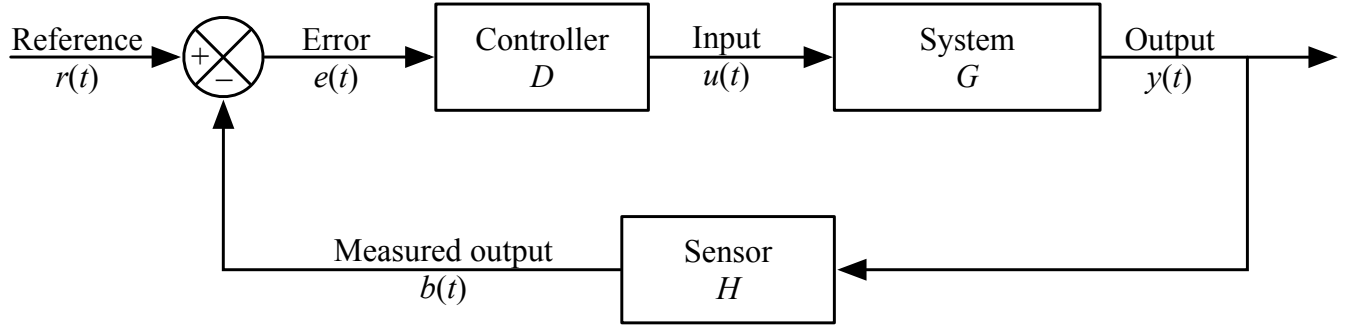 Reference
r(t)
+
−
Error
e(t)
Controller
D
Input
u(t)
System
G
Output
y(t)
Measured output
b(t)
Sensor
H